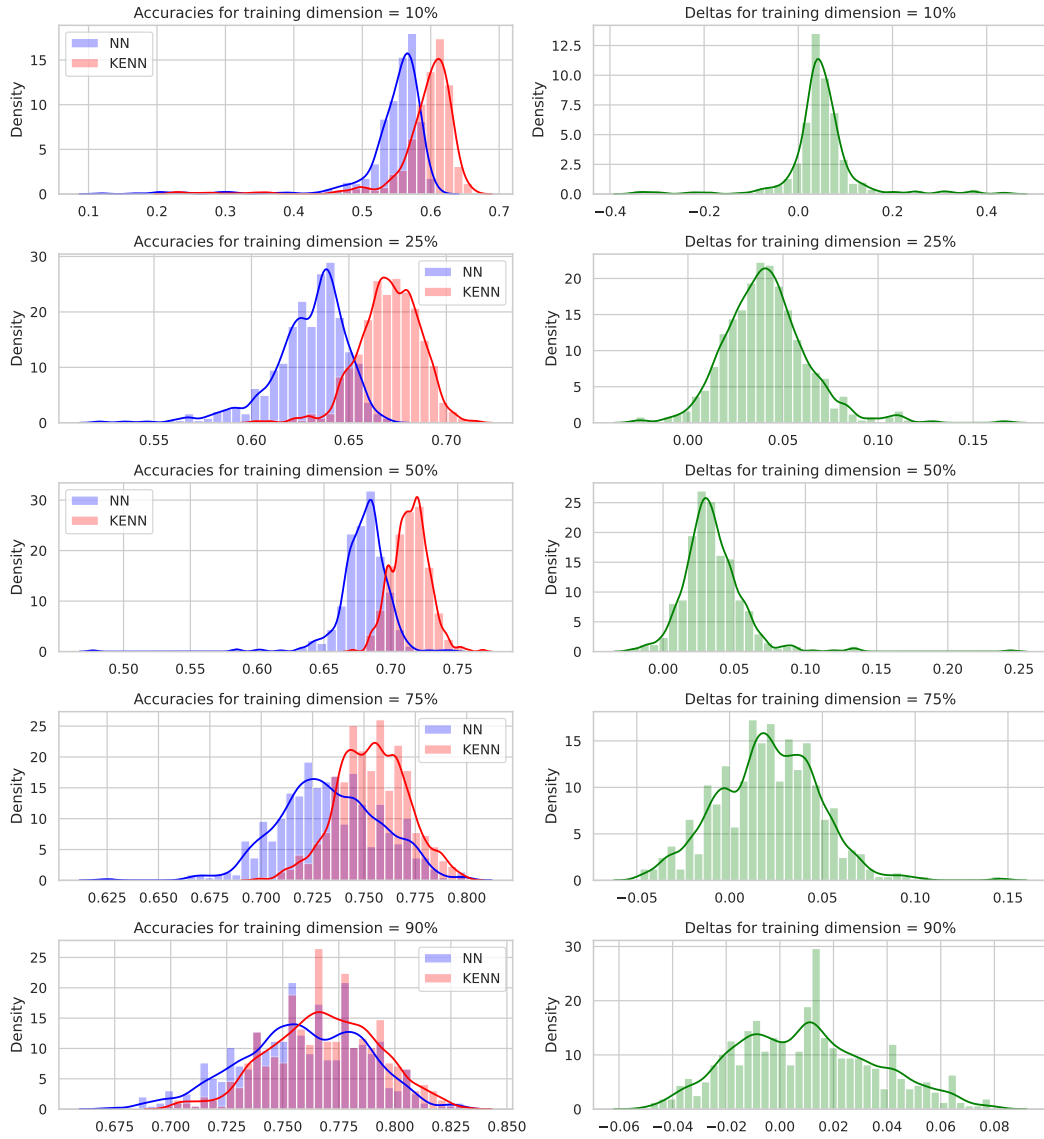 Accuracies for training dimension = 10%
Density
15
10
5
0
NN
KENN
0.1 0.2 0.3 0.4 0.5 0.6 0.7
Deltas for training dimension = 10%
Density
12.5
10.0
7.5
5.0
2.5
0.0
−0.4 −0.2 0.0 0.2 0.4
Accuracies for training dimension = 25%
Density
30
20
10
0
NN
KENN
0.55 0.60 0.65 0.70
Deltas for training dimension = 25%
Density
20
15
10
5
0
0.00 0.05 0.10 0.15
Accuracies for training dimension = 50%
Density
30
20
10
0
NN
KENN
0.50 0.55 0.60 0.65 0.70 0.75
Deltas for training dimension = 50%
Density
25
20
15
10
5
0
0.00 0.05 0.10 0.15 0.20 0.25
Accuracies for training dimension = 75%
Density
25
20
15
10
5
0
NN
KENN
0.625 0.650 0.675 0.700 0.725 0.750 0.775 0.800
Deltas for training dimension = 75%
Density
15
10
5
0
−0.05 0.00 0.05 0.10 0.15
Accuracies for training dimension = 90%
Density
25
20
15
10
5
0
NN
KENN
0.675 0.700 0.725 0.750 0.775 0.800 0.825 0.850
Deltas for training dimension = 90%
Density
30
20
10
0
−0.06 −0.04 −0.02 0.00 0.02 0.04 0.06 0.08